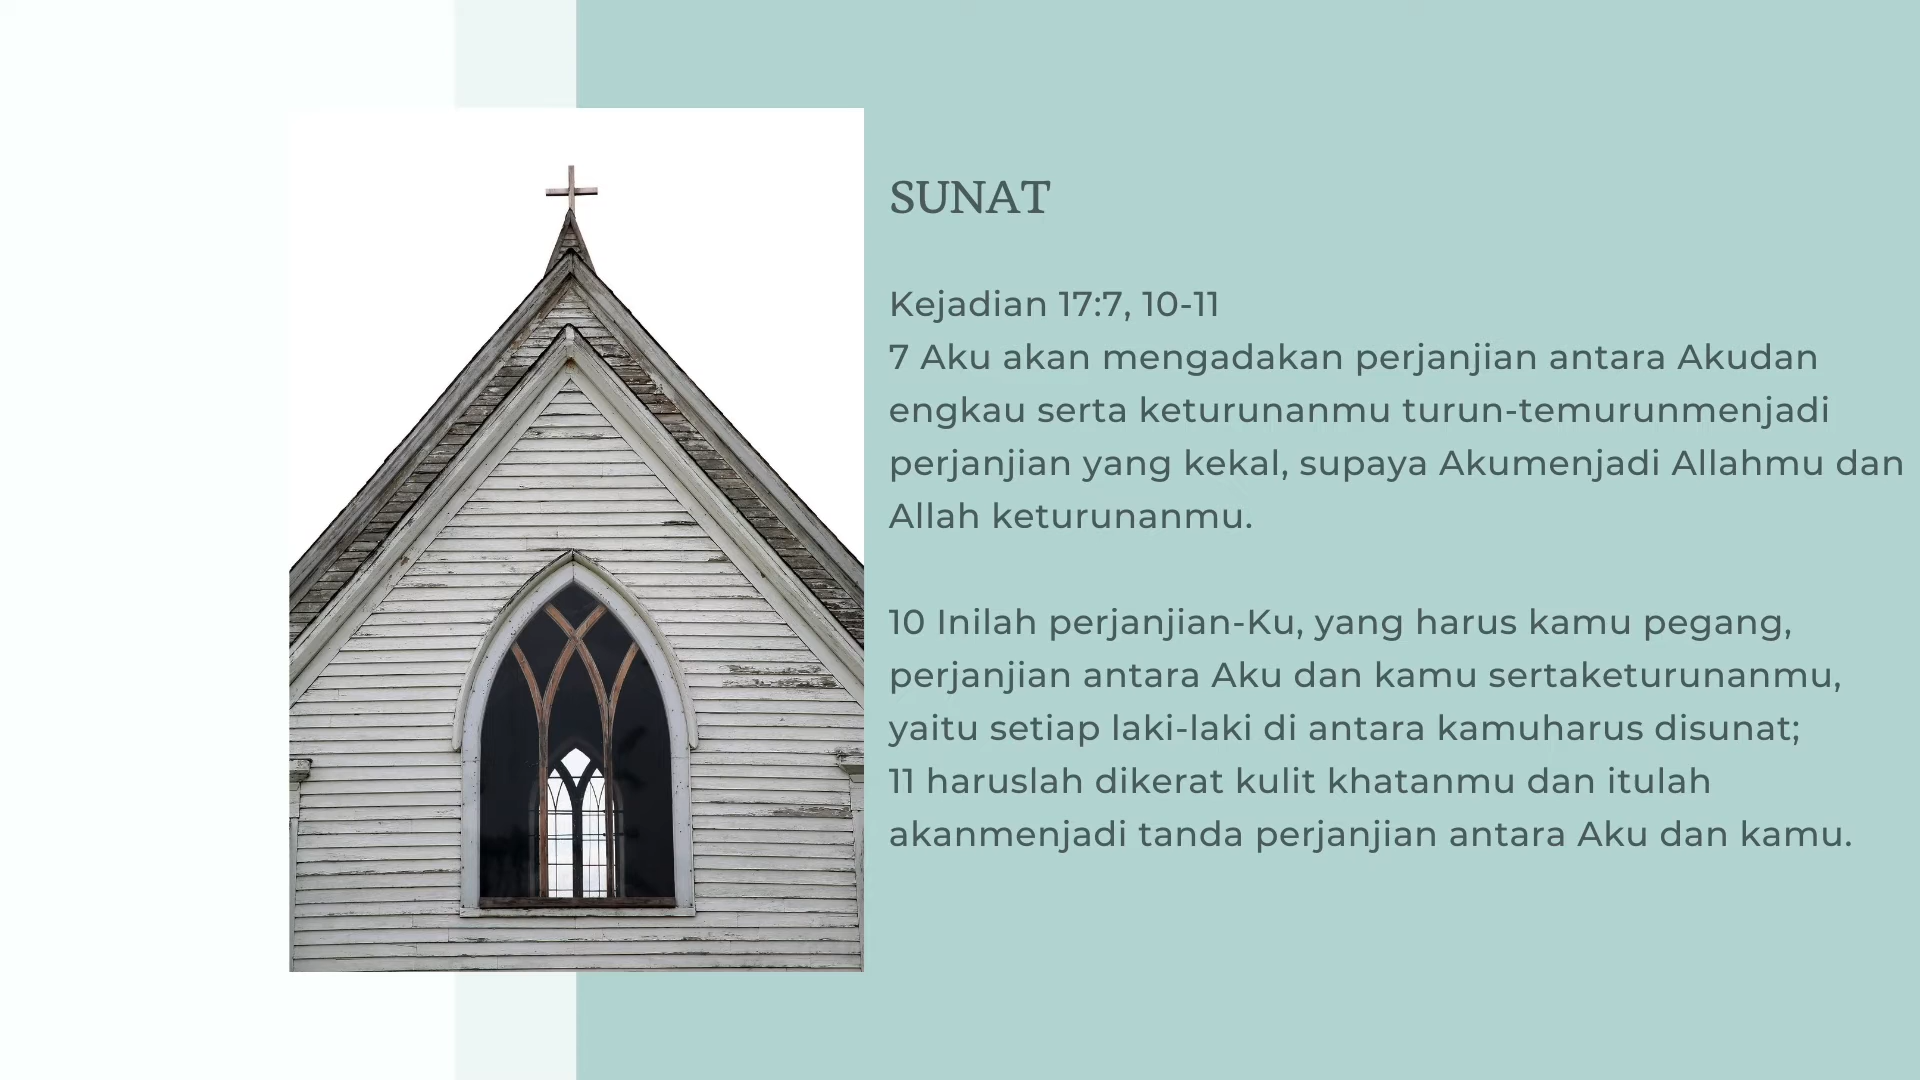 SUNAT
Kejadian 17:7, 10-11
7 Aku akan mengadakan perjanjian antara Akudan
engkau serta keturunanmu turun-temurunmenjadi
perjanjian yang kekal, supaya Akumenjadi Allahmu dan
Allah keturunanmu.
10 Inilah perjanjian-Ku, yang harus kamu pegang,
perjanjian antara Aku dan kamu sertaketurunanmu,
yaitu setiap laki-laki di antara kamuharus disunat;
11 haruslah dikerat kulit khatanmu dan itulah
akanmenjadi tanda perjanjian antara Aku dan kamu.